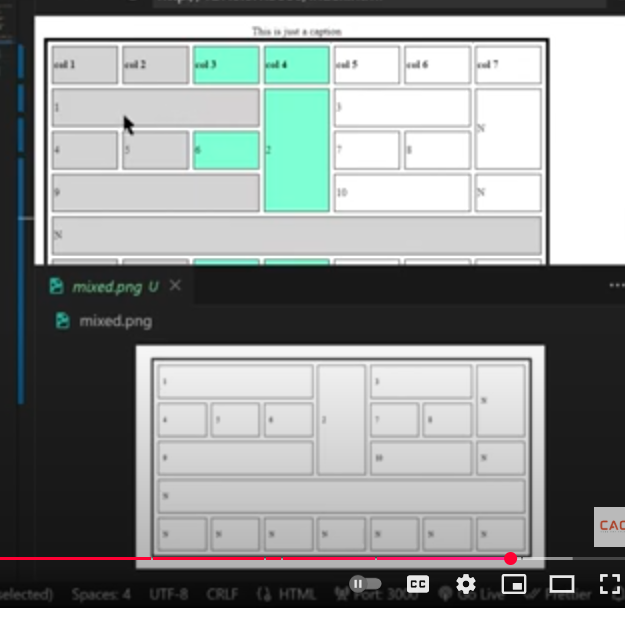 This is just a caption
col 1 col 2 col 3 col 4 col 5 col 6 col 7
1 3
N
4 5 6 2 7 8
9 10 N
N
mixed.png U ×
mixed.png
1 3
N
4 5 6 2 7 8
9 10 N
N
N N N N N N N
CAC
CC
selected) Spaces: 4 UTF-8 CRLF {} HTML Port: 3000 Go Live Prettier